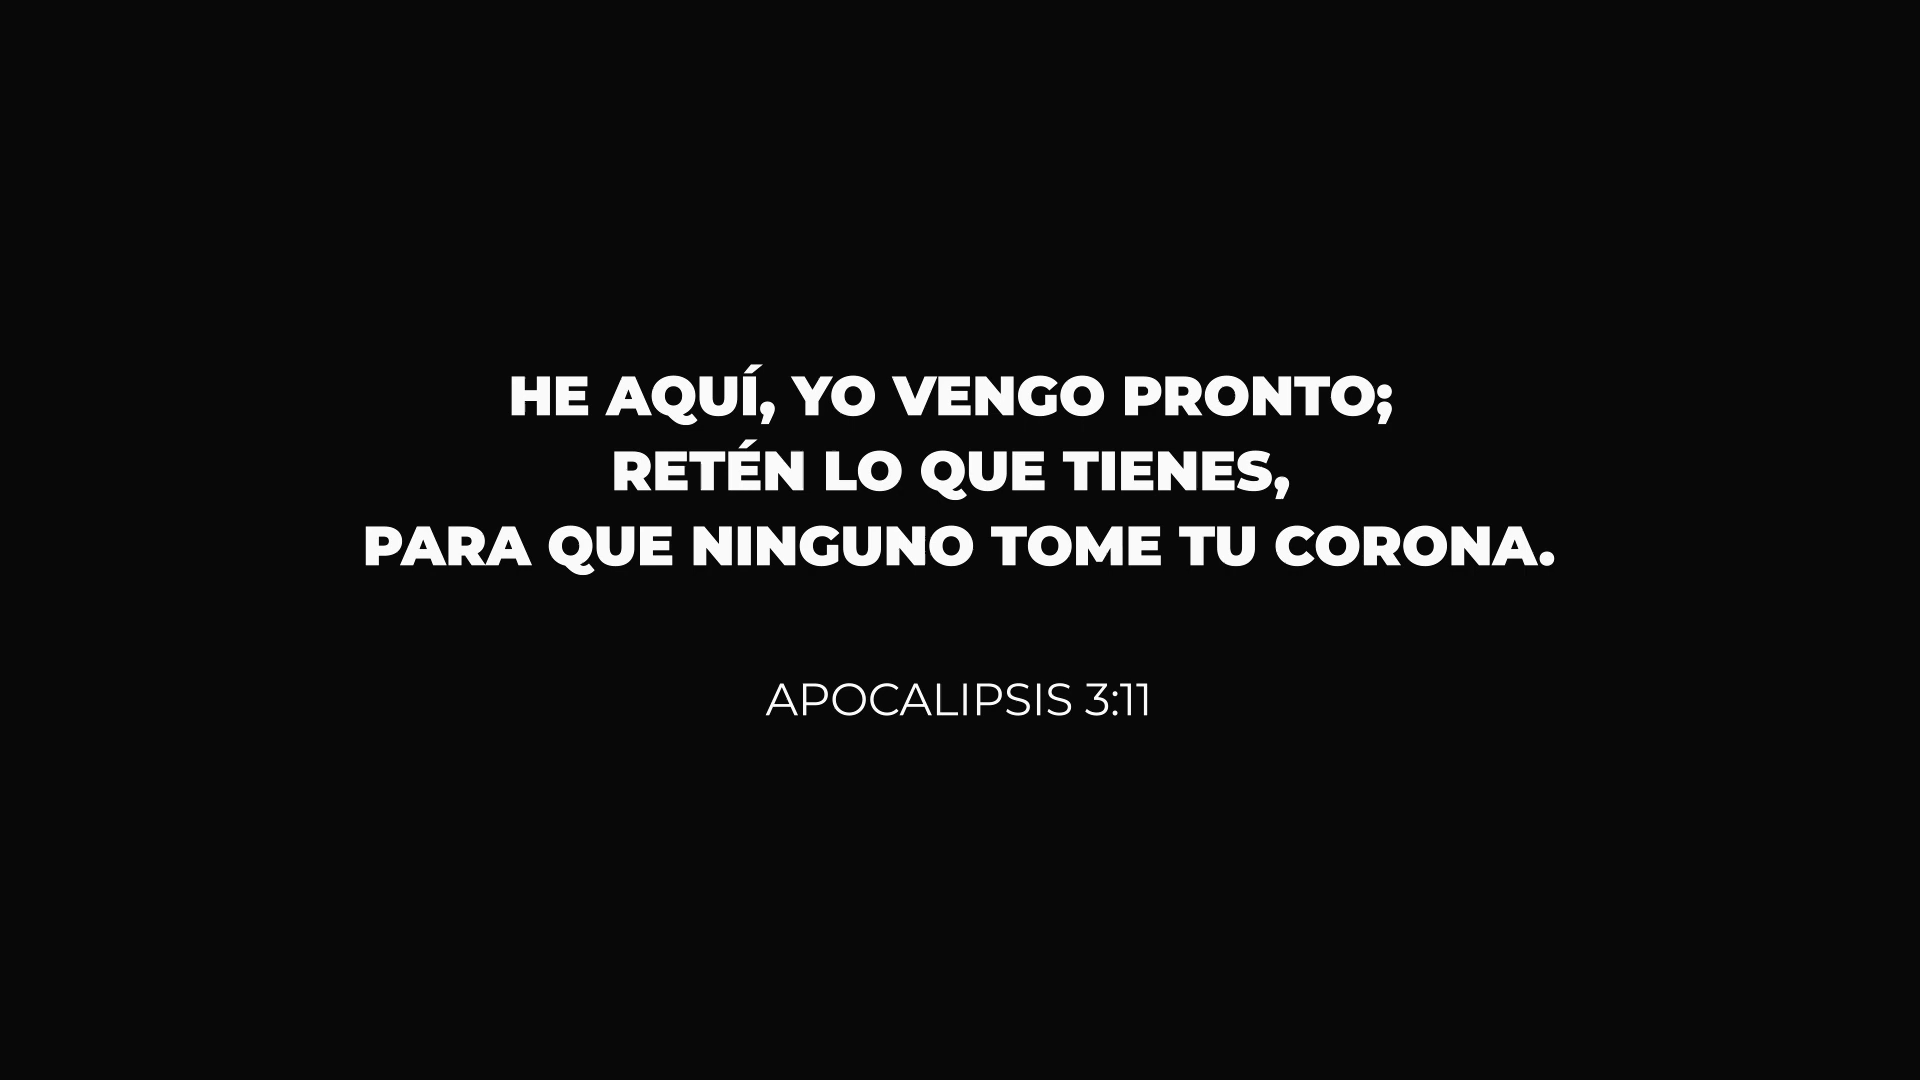 HE AQUÍ, YO VENGO PRONTO;
RETÉN LO QUE TIENES,
PARA QUE NINGUNO TOME TU CORONA.
APOCALIPSIS 3:11